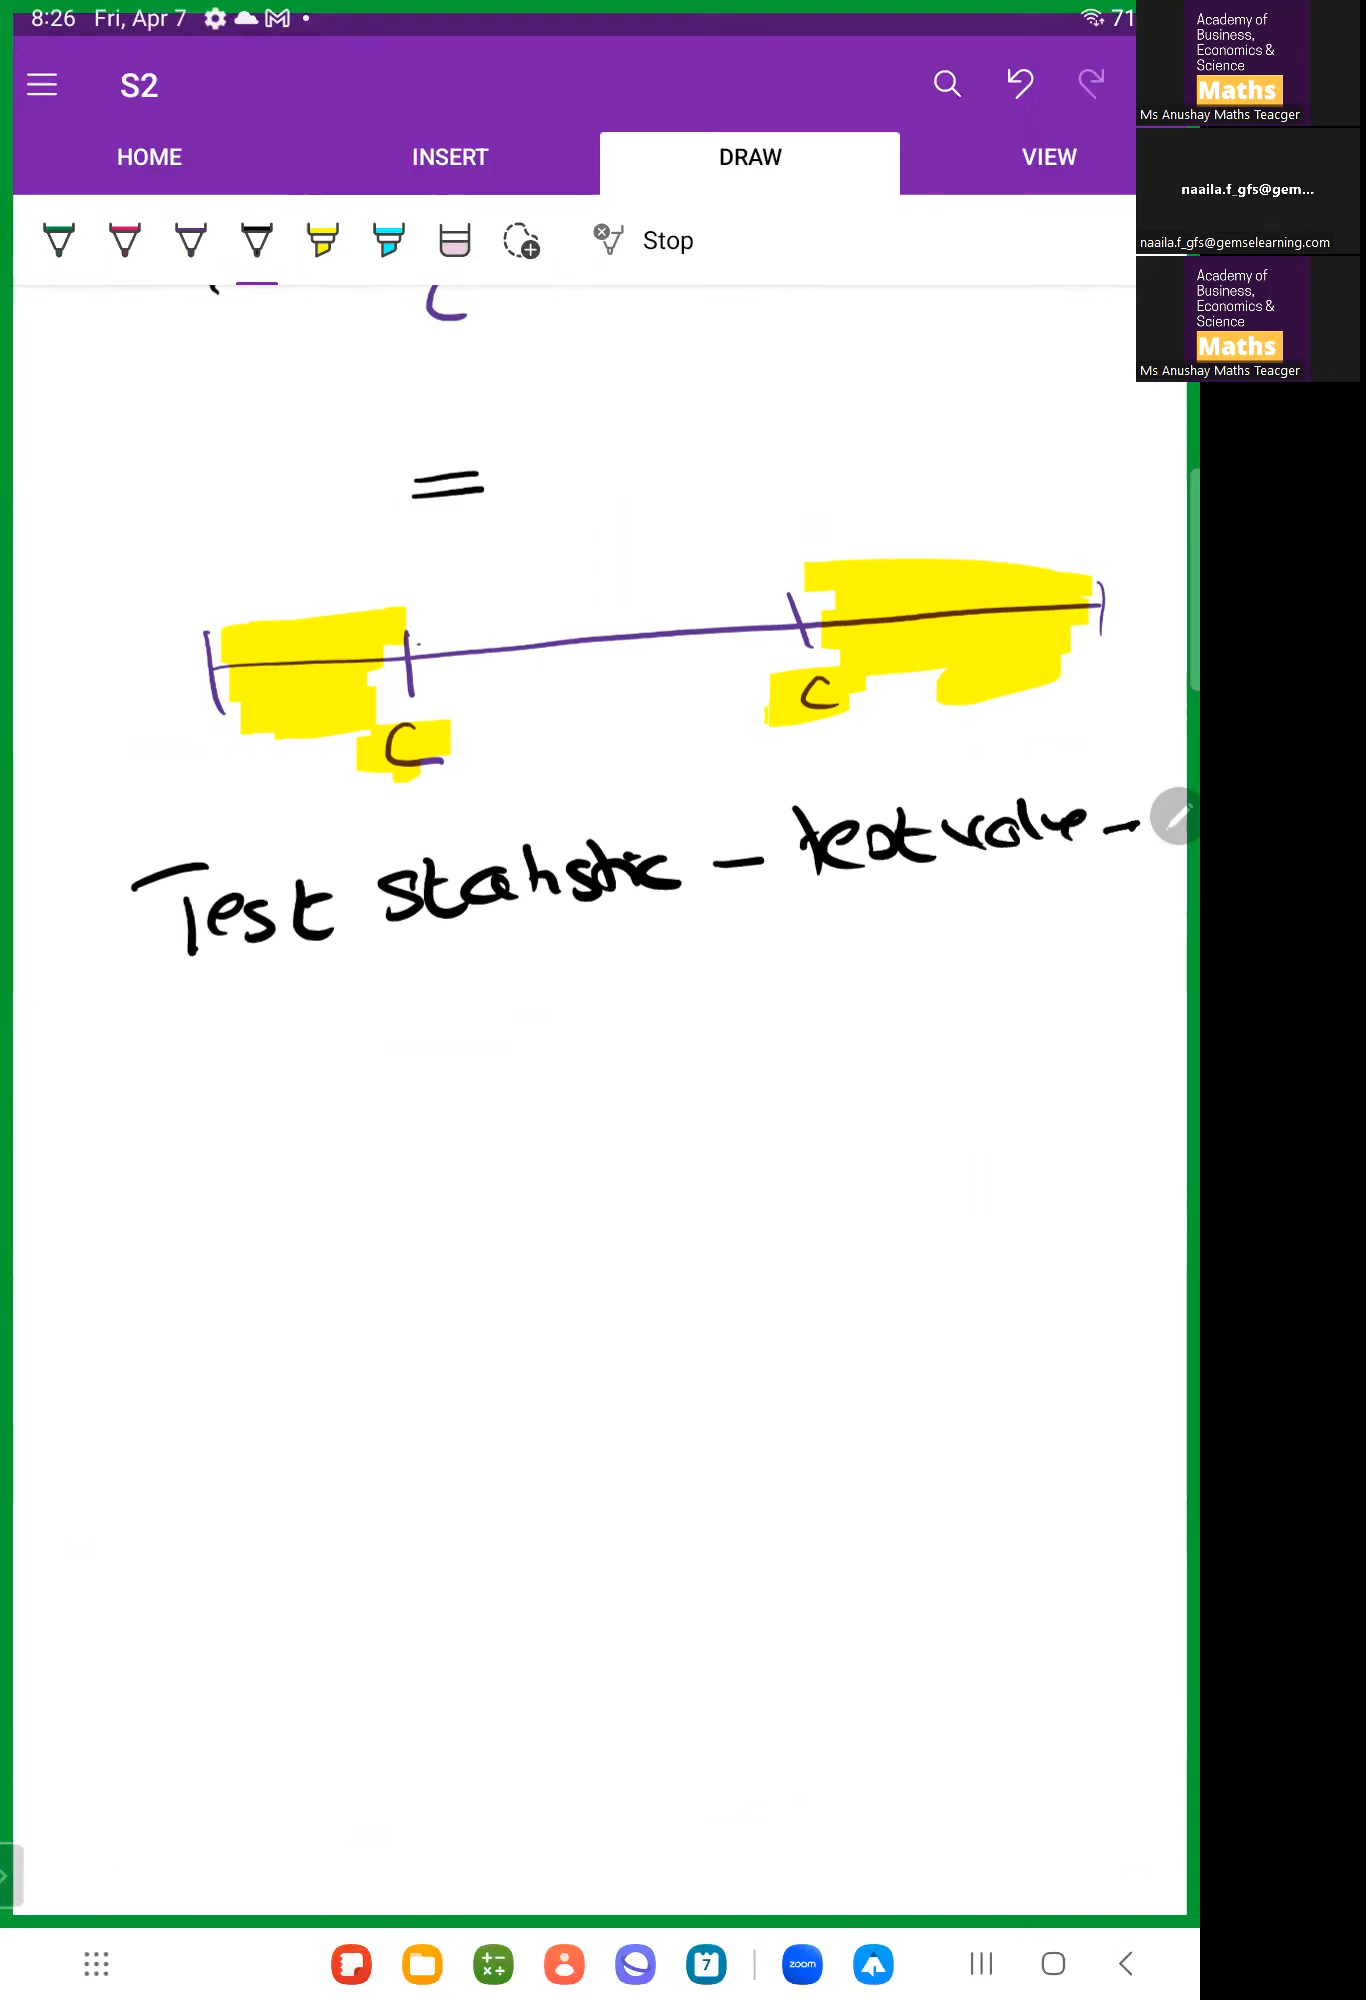 8:26 Fri, Apr 7
71
S2
HOME INSERT DRAW VIEW
Stop
Academy of
Business,
Economics &
Science
Maths
Ms Anushay Maths Teacger
naaila.f_gfs@gem...
naaila.f_gfs@gemselearning.com
Academy of
Business,
Economics &
Science
Maths
Ms Anushay Maths Teacger
C
=
C
C
Test statistic - test value -
7
zoom